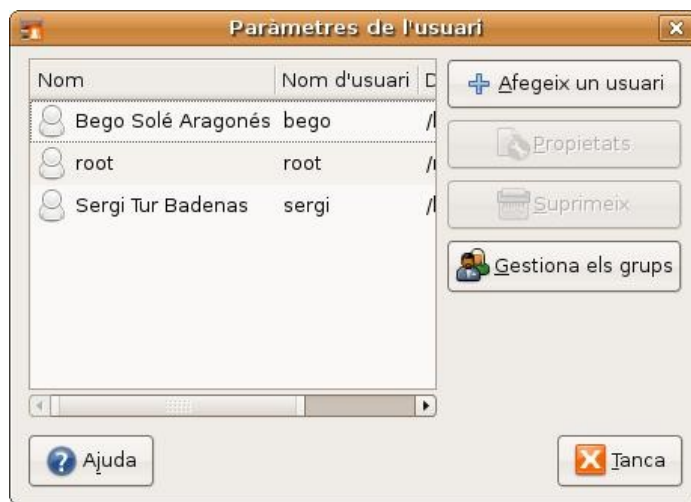 Paràmetres de l'usuari
Nom Nom d'usuari D
Bego Solé Aragonés bego /l
root root /r
Sergi Tur Badenas sergi /l
Afegeix un usuari
Propietats
Suprimeix
Gestiona els grups
Ajuda
Tanca